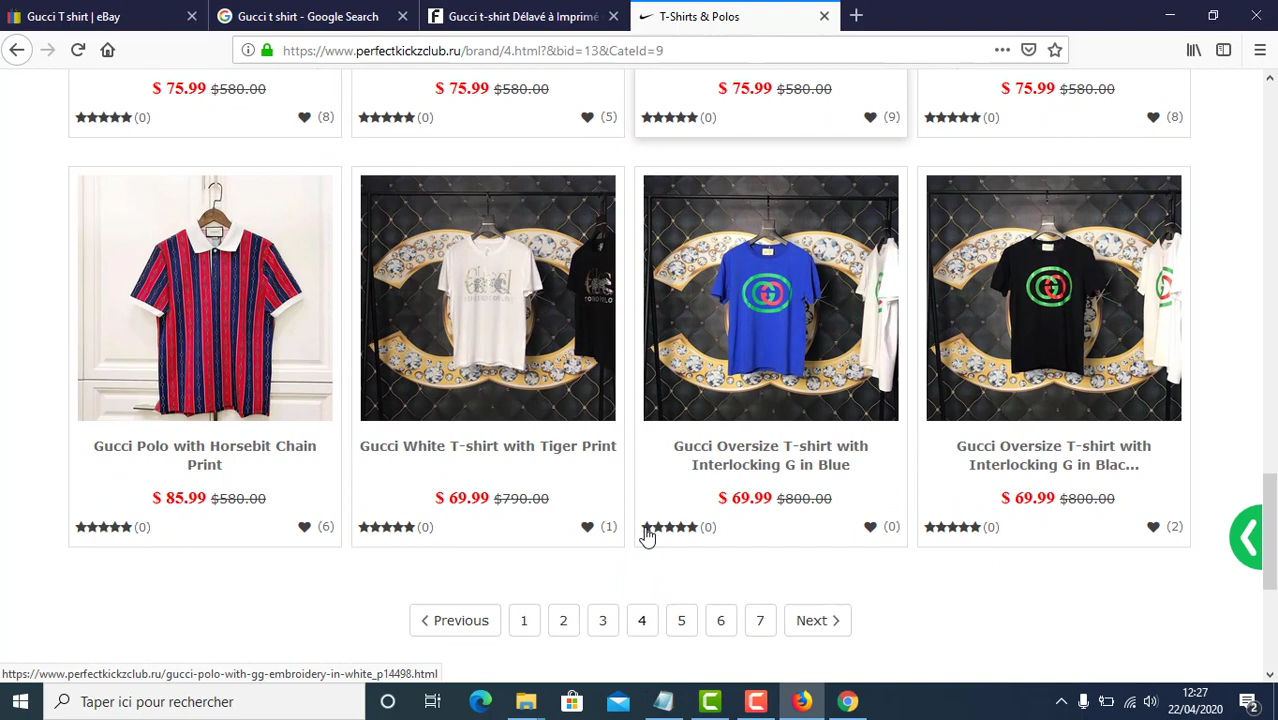 Gucci T shirt | eBay
Gucci t shirt - Google Search
Gucci t-shirt Délavé à Imprimé
T-Shirts & Polos
https://www.perfectkickzclub.ru/brand/4.html?&bid=13&CateId=9
$ 75.99 $580.00
(0) (8)
$ 75.99 $580.00
(0) (5)
$ 75.99 $580.00
(0) (9)
$ 75.99 $580.00
(0) (8)
Gucci Polo with Horsebit Chain
Print
$ 85.99 $580.00
(0) (6)
Gucci White T-shirt with Tiger Print
$ 69.99 $790.00
(0) (1)
Gucci Oversize T-shirt with
Interlocking G in Blue
$ 69.99 $800.00
(0) (0)
Gucci Oversize T-shirt with
Interlocking G in Blac...
$ 69.99 $800.00
(0) (2)
Previous 1 2 3 4 5 6 7 Next
https://www.perfectkickzclub.ru/gucci-polo-with-gg-embroidery-in-white_p14498.html
Taper ici pour rechercher
12:27
22/04/2020
2